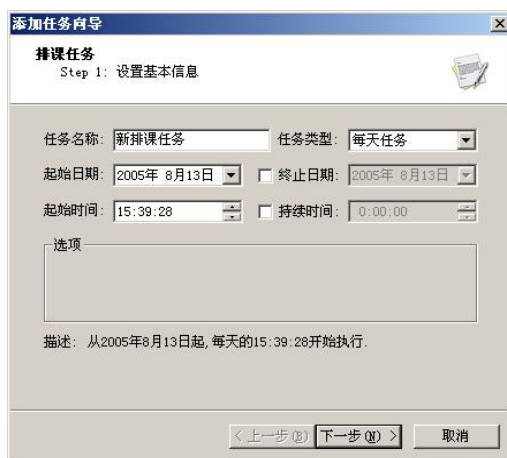 添加任务向导
排课任务
Step 1: 设置基本信息
任务名称: 新排课任务 任务类型: 每天任务
起始日期: 2005年 8月13日 终止日期: 2005年 8月13日
起始时间: 15:39:28 持续时间: 0:00:00
选项
描述: 从2005年8月13日起,每天的15:39:28开始执行.
< 上一步(B) 下一步(N) > 取消